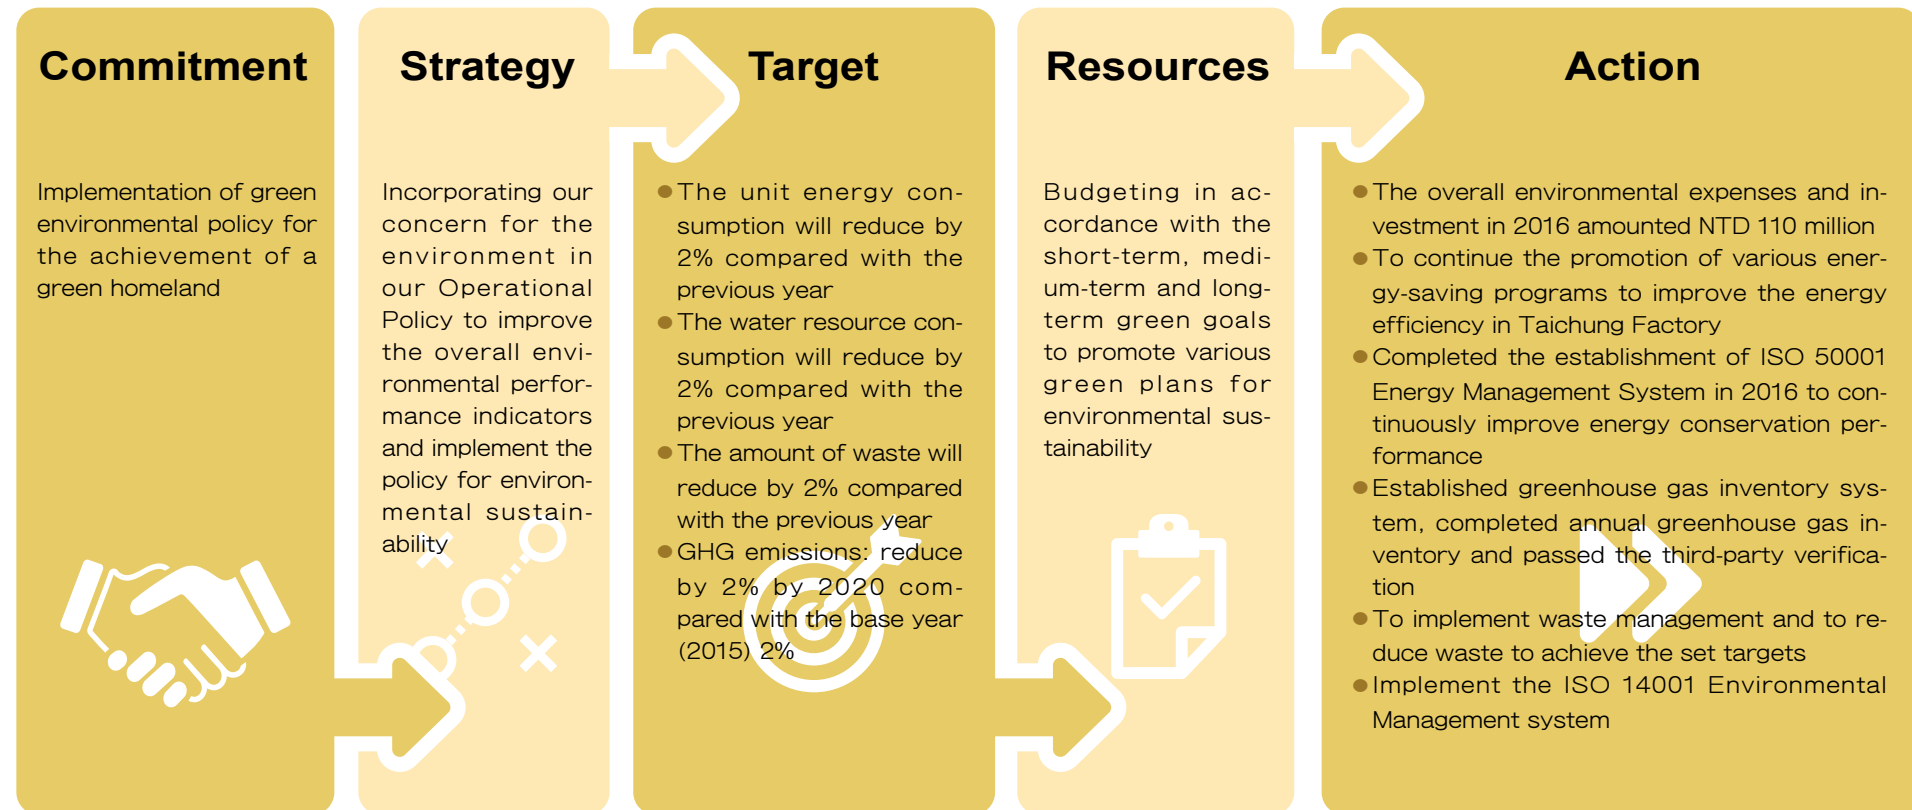 Commitment
Implementation of green
environmental policy for
the achievement of a
green homeland
Strategy
Incorporating our
concern for the
environment in
our Operational
Policy to improve
the overall envi-
ronmental perfor-
mance indicators
and implement the
policy for environ-
mental sustain-
ability
Target
●The unit energy con-
sumption will reduce by
2% compared with the
previous year
●The water resource con-
sumption will reduce by
2% compared with the
previous year
●The amount of waste will
reduce by 2% compared
with the previous year
●GHG emissions: reduce
by 2% by 2020 com-
pared with the base year
(2015) 2%
Resources
Budgeting in ac-
cordance with the
short-term, medi-
um-term and long-
term green goals
to promote various
green plans for
environmental sus-
tainability
Action
●The overall environmental expenses and in-
vestment in 2016 amounted NTD 110 million
●To continue the promotion of various ener-
gy-saving programs to improve the energy
efficiency in Taichung Factory
●Completed the establishment of ISO 50001
Energy Management System in 2016 to con-
tinuously improve energy conservation per-
formance
●Established greenhouse gas inventory sys-
tem, completed annual greenhouse gas in-
ventory and passed the third-party verifica-
tion
●To implement waste management and to re-
duce waste to achieve the set targets
●Implement the ISO 14001 Environmental
Management system